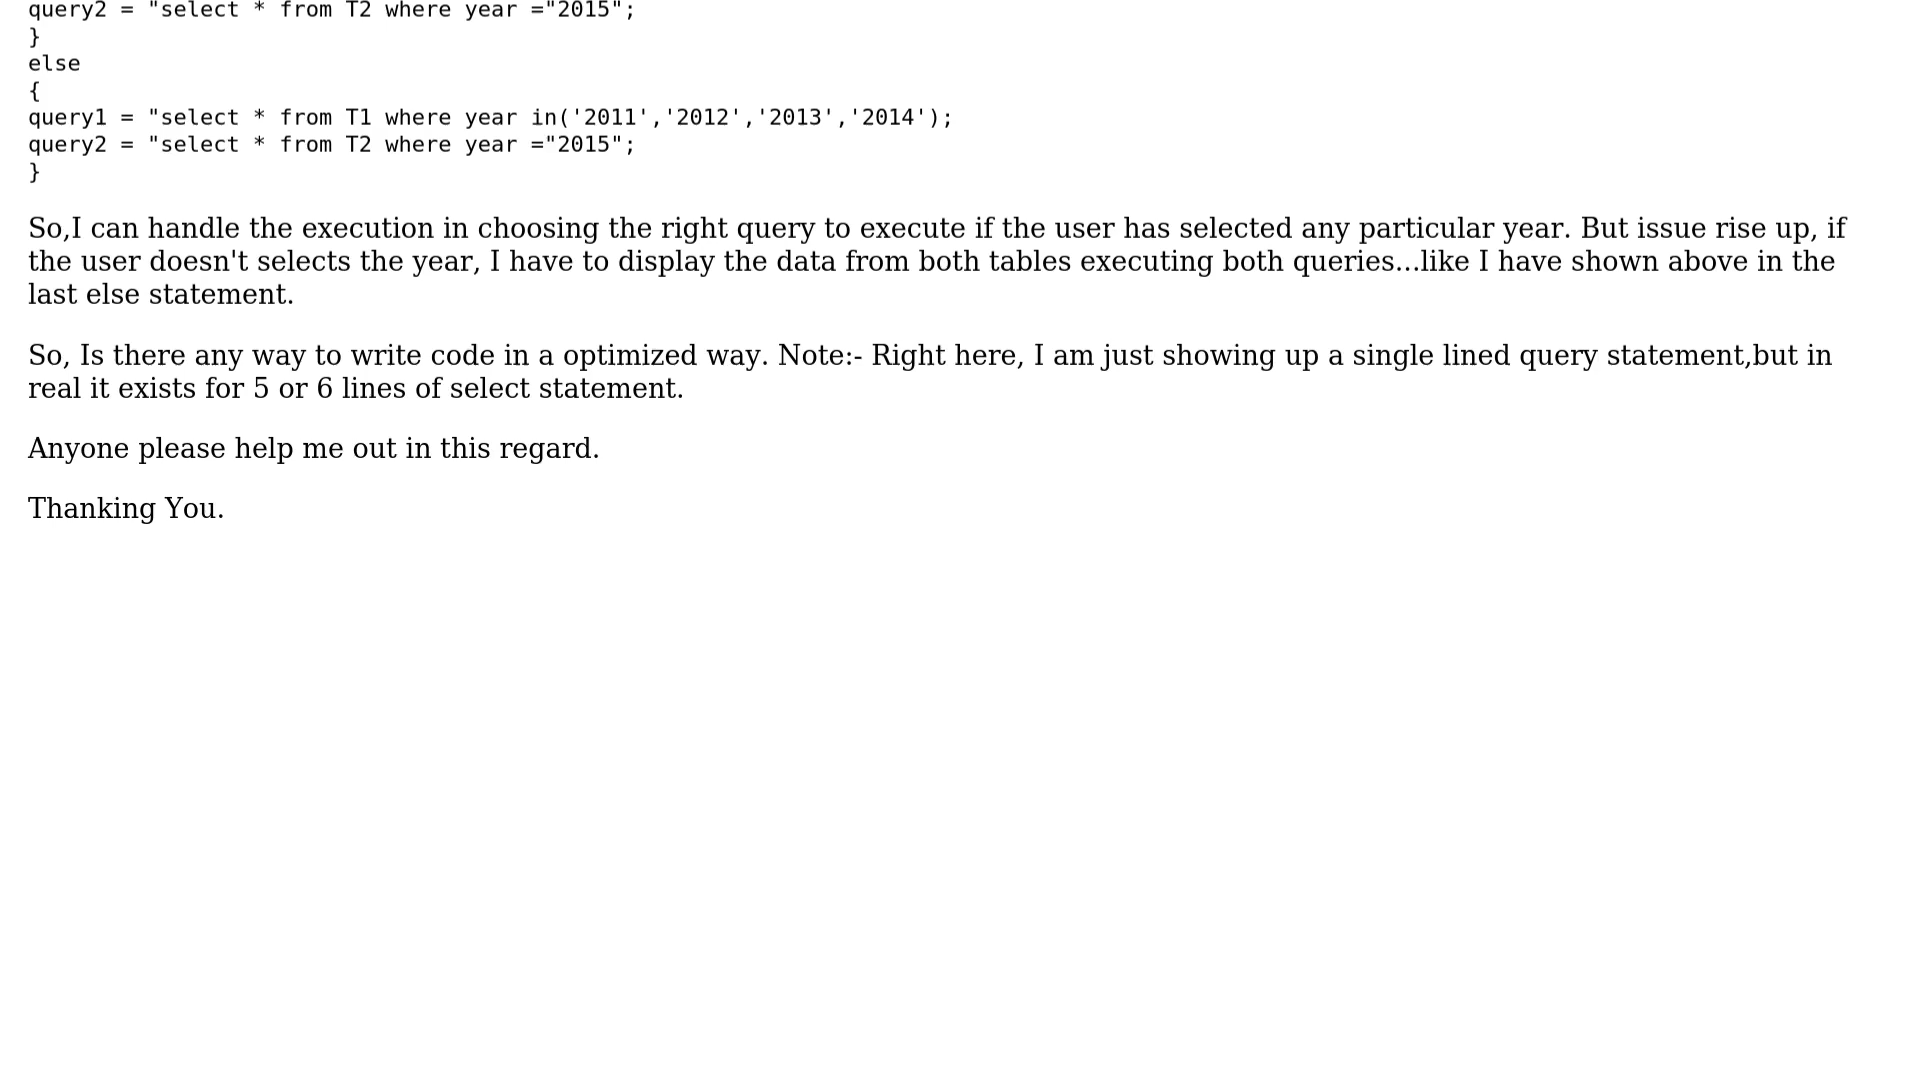 query2 = "select * from T2 where year ="2015";
}
else
{
query1 = "select * from T1 where year in('2011','2012','2013','2014');
query2 = "select * from T2 where year ="2015";
}
So,I can handle the execution in choosing the right query to execute if the user has selected any particular year. But issue rise up, if
the user doesn't selects the year, I have to display the data from both tables executing both queries...like I have shown above in the
last else statement.
So, Is there any way to write code in a optimized way. Note:- Right here, I am just showing up a single lined query statement,but in
real it exists for 5 or 6 lines of select statement.
Anyone please help me out in this regard.
Thanking You.